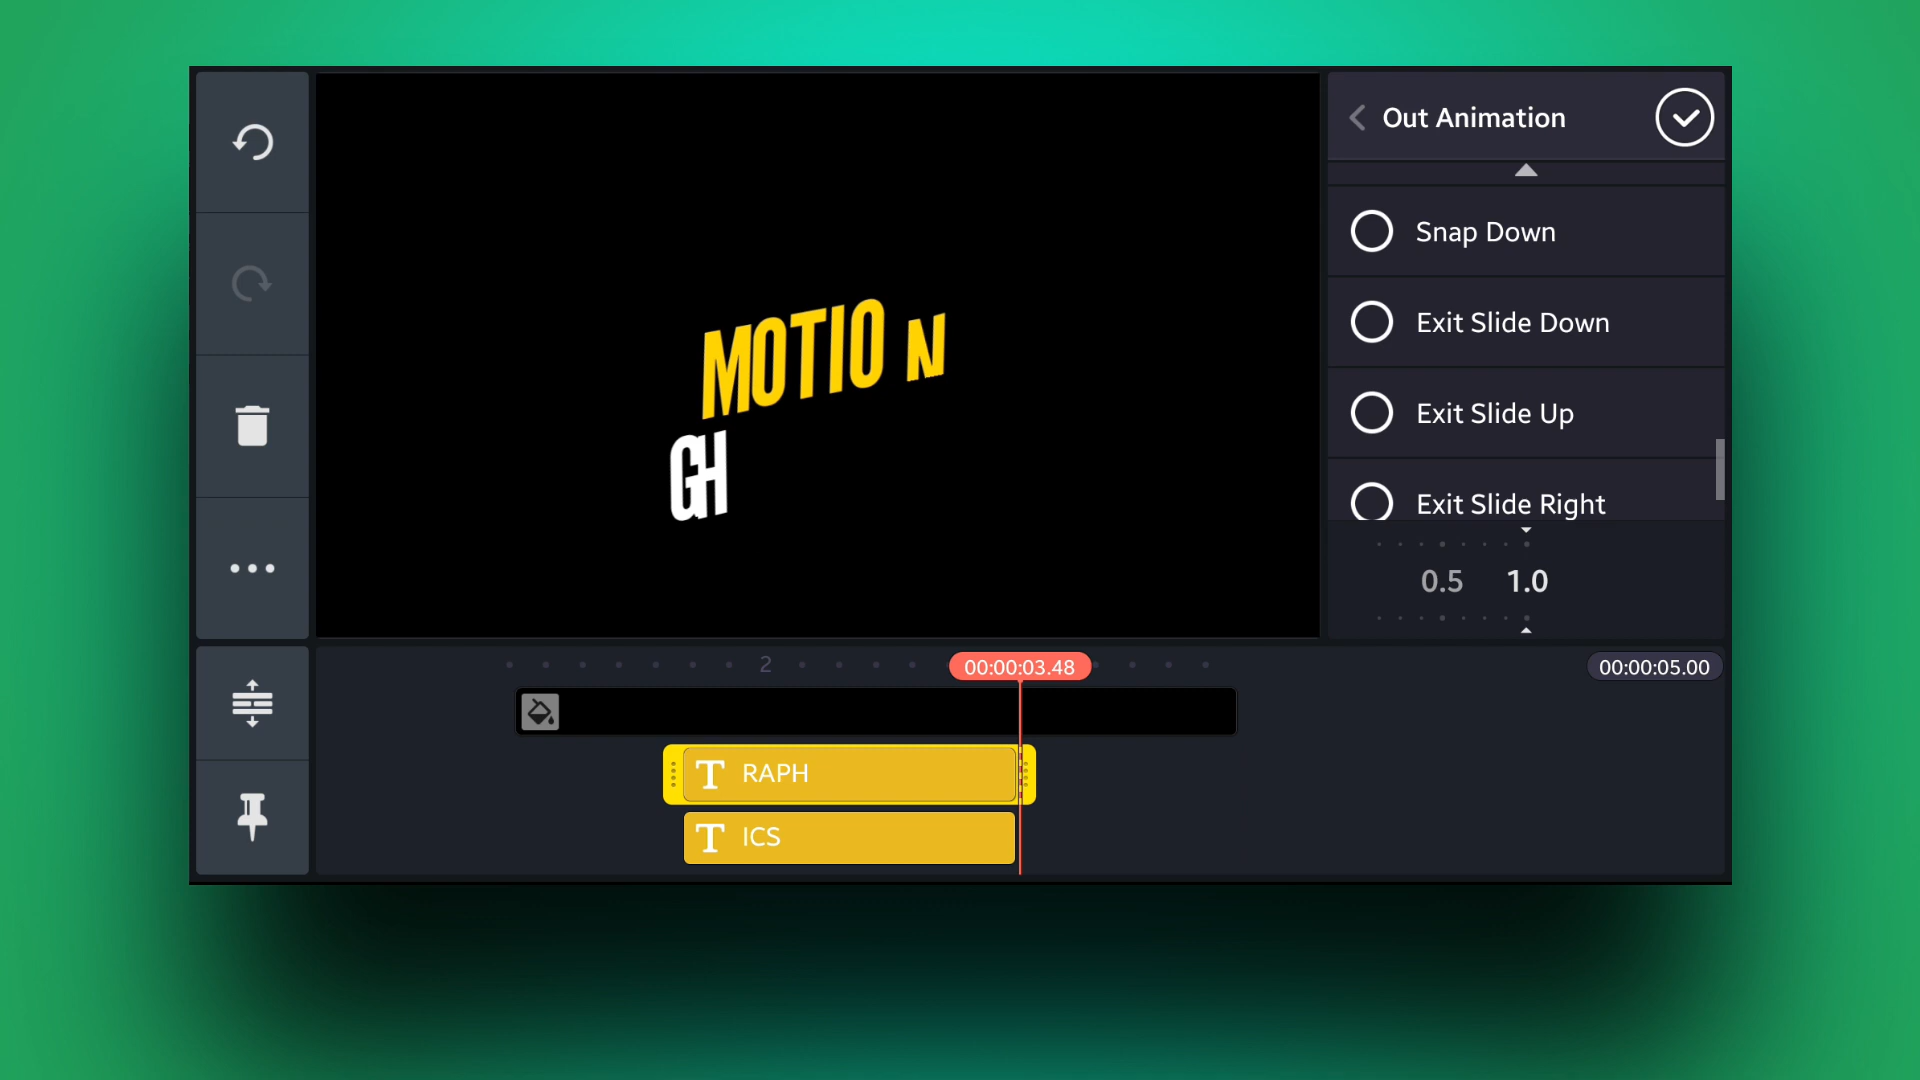 Out Animation
Snap Down
Exit Slide Down
Exit Slide Up
Exit Slide Right
0.5 1.0
MOTIO N
GH
2
00:00:03.48
00:00:05.00
T RAPH
T ICS